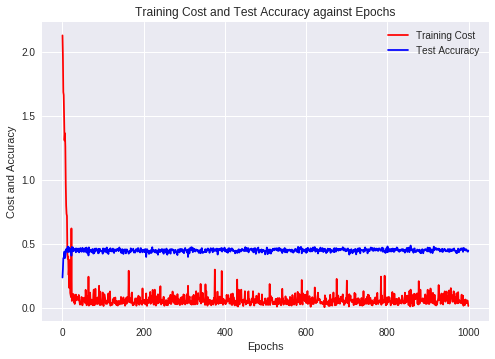 Training Cost and Test Accuracy against Epochs
Training Cost
Test Accuracy
2.0
1.5
1.0
0.5
0.0
Cost and Accuracy
0 200 400 600 800 1000
Epochs